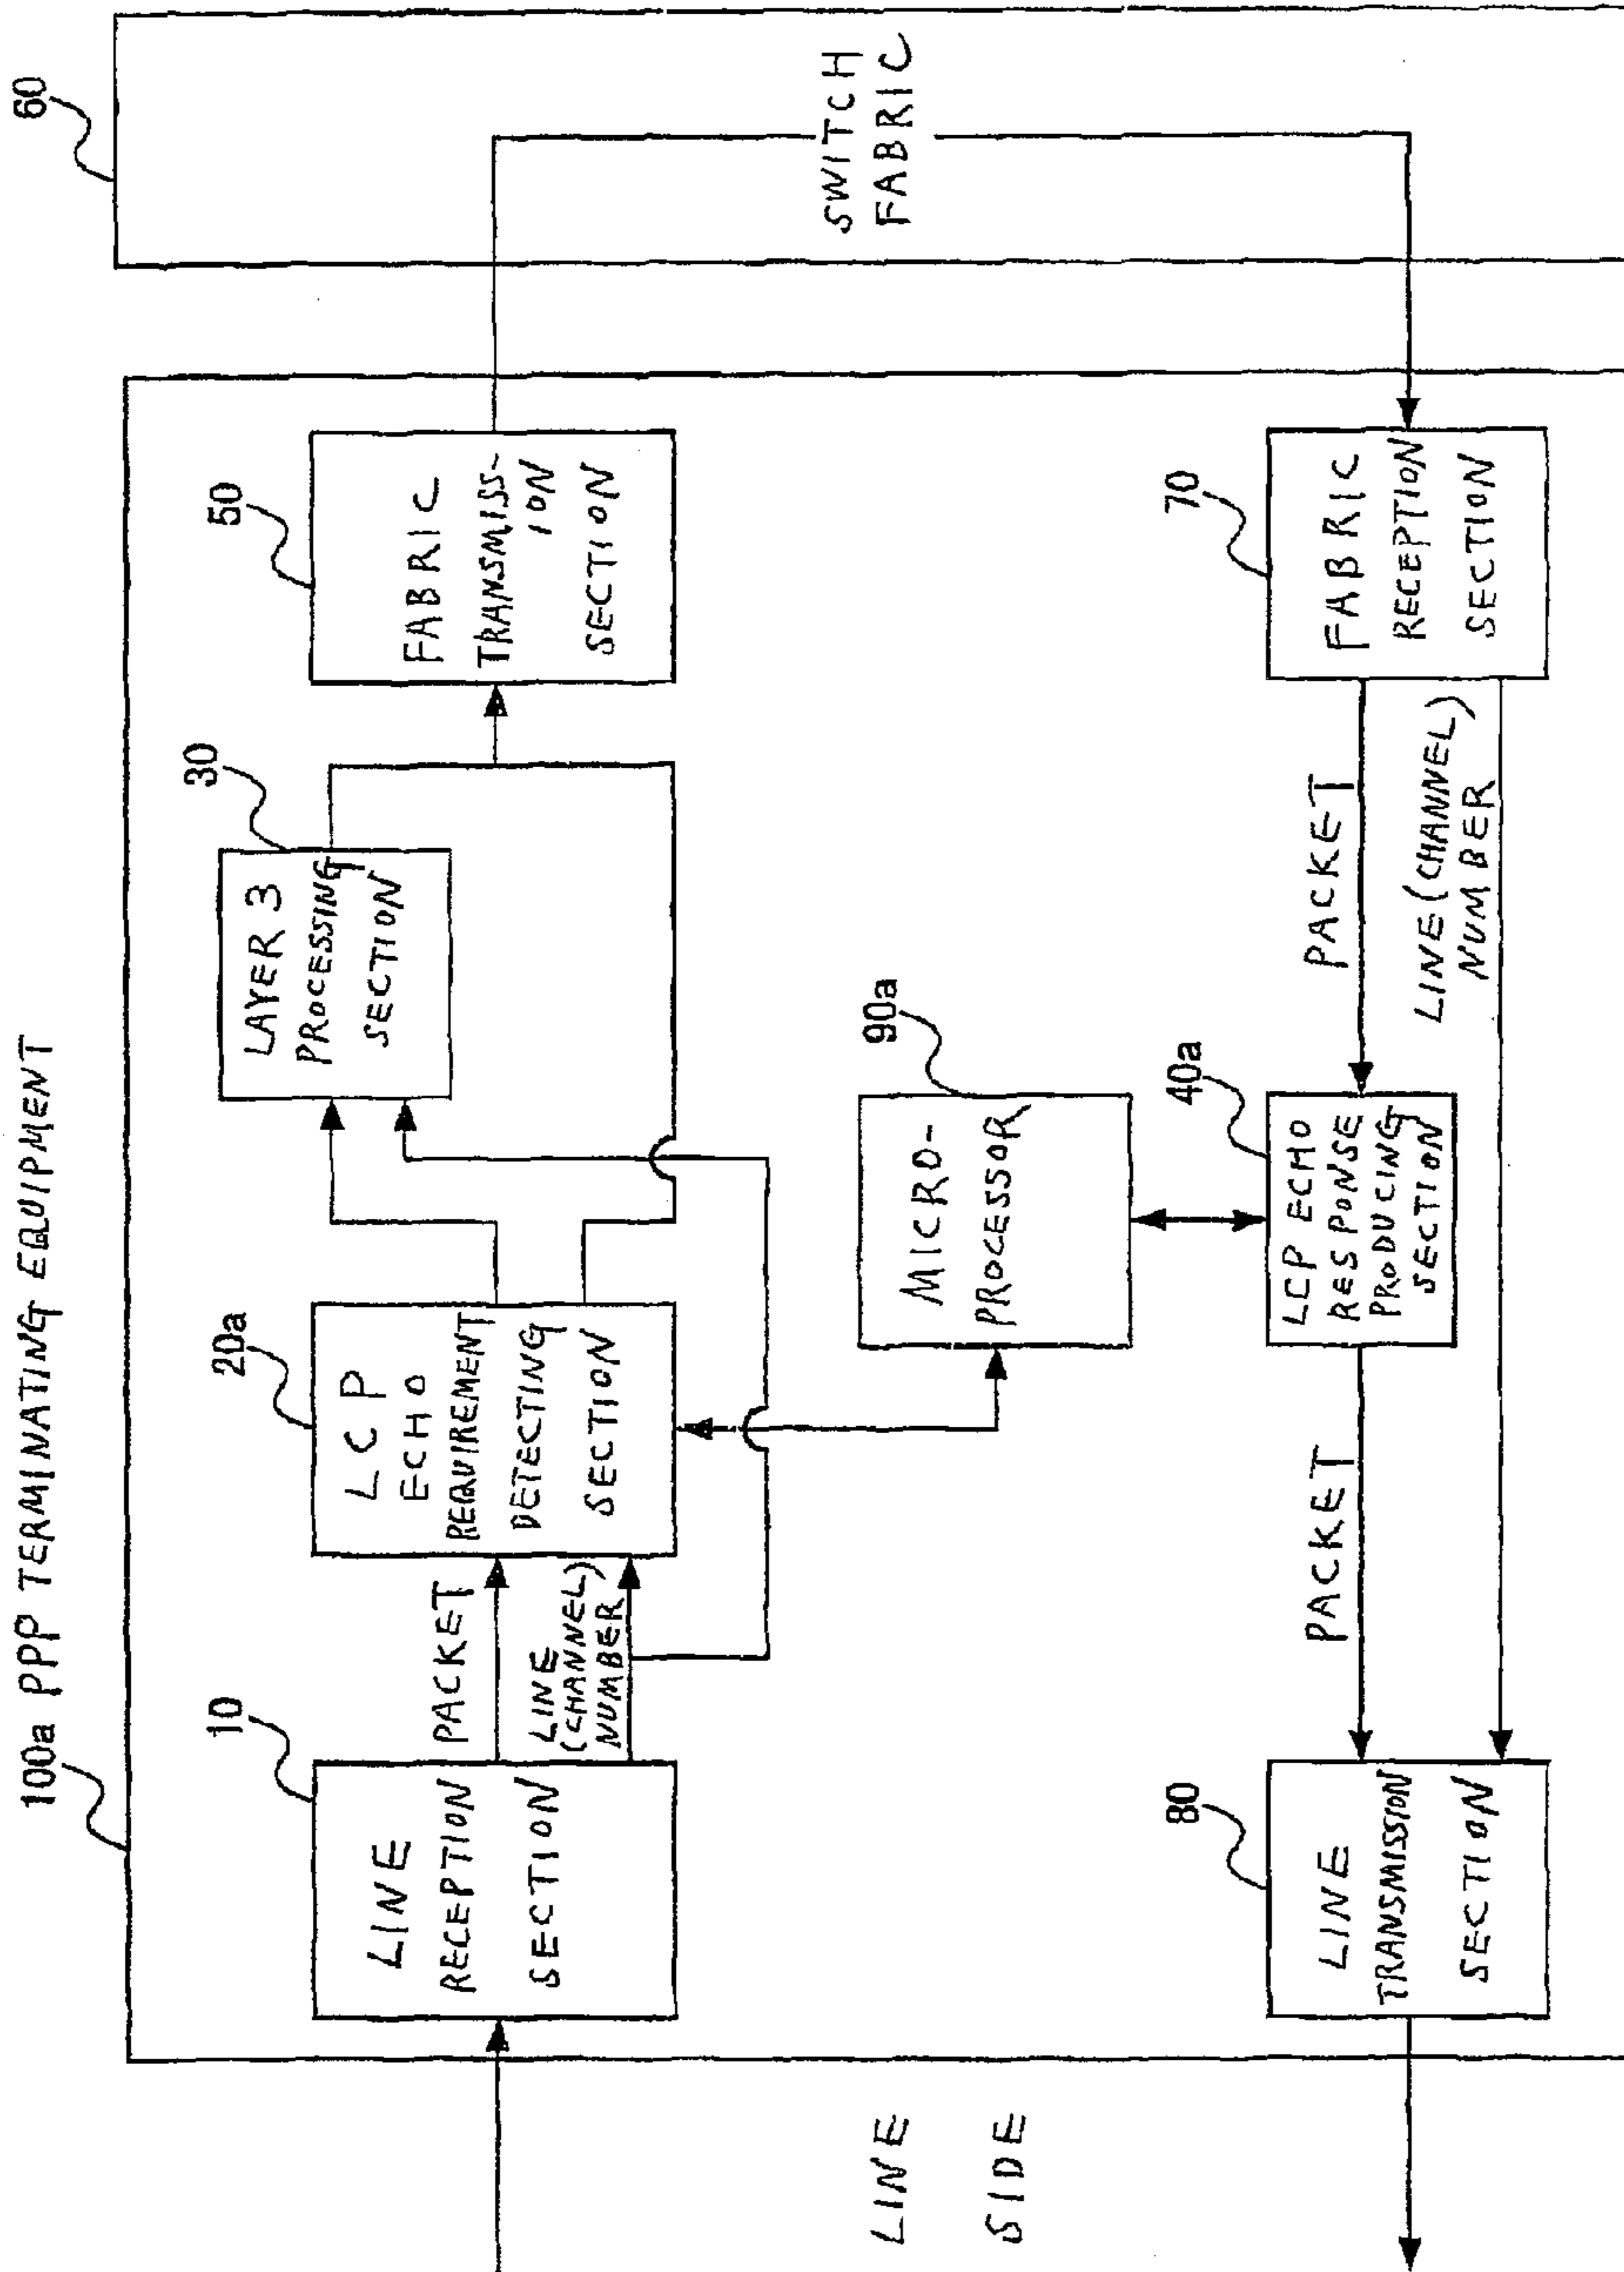 100a PPP TERMINATING EQUIPMENT
60
SWITCH
FABRIC
10
LINE
RECEPTION
SECTION
PACKET
LINE
(CHANNEL)
NUMBER
20a
LCP
ECHO
REQUIREMENT
DETECTING
SECTION
30
LAYER 3
PROCESSING
SECTION
50
FABRIC
TRANSMISS-
ION
SECTION
90a
MICRO-
PROCESSOR
LINE
SIDE
80
LINE
TRANSMISSION
SECTION
PACKET
40a
LCP ECHO
RESPONSE
PRODUCING
SECTION
PACKET
LINE(CHANNEL)
NUMBER
70
FABRIC
RECEPTION
SECTION